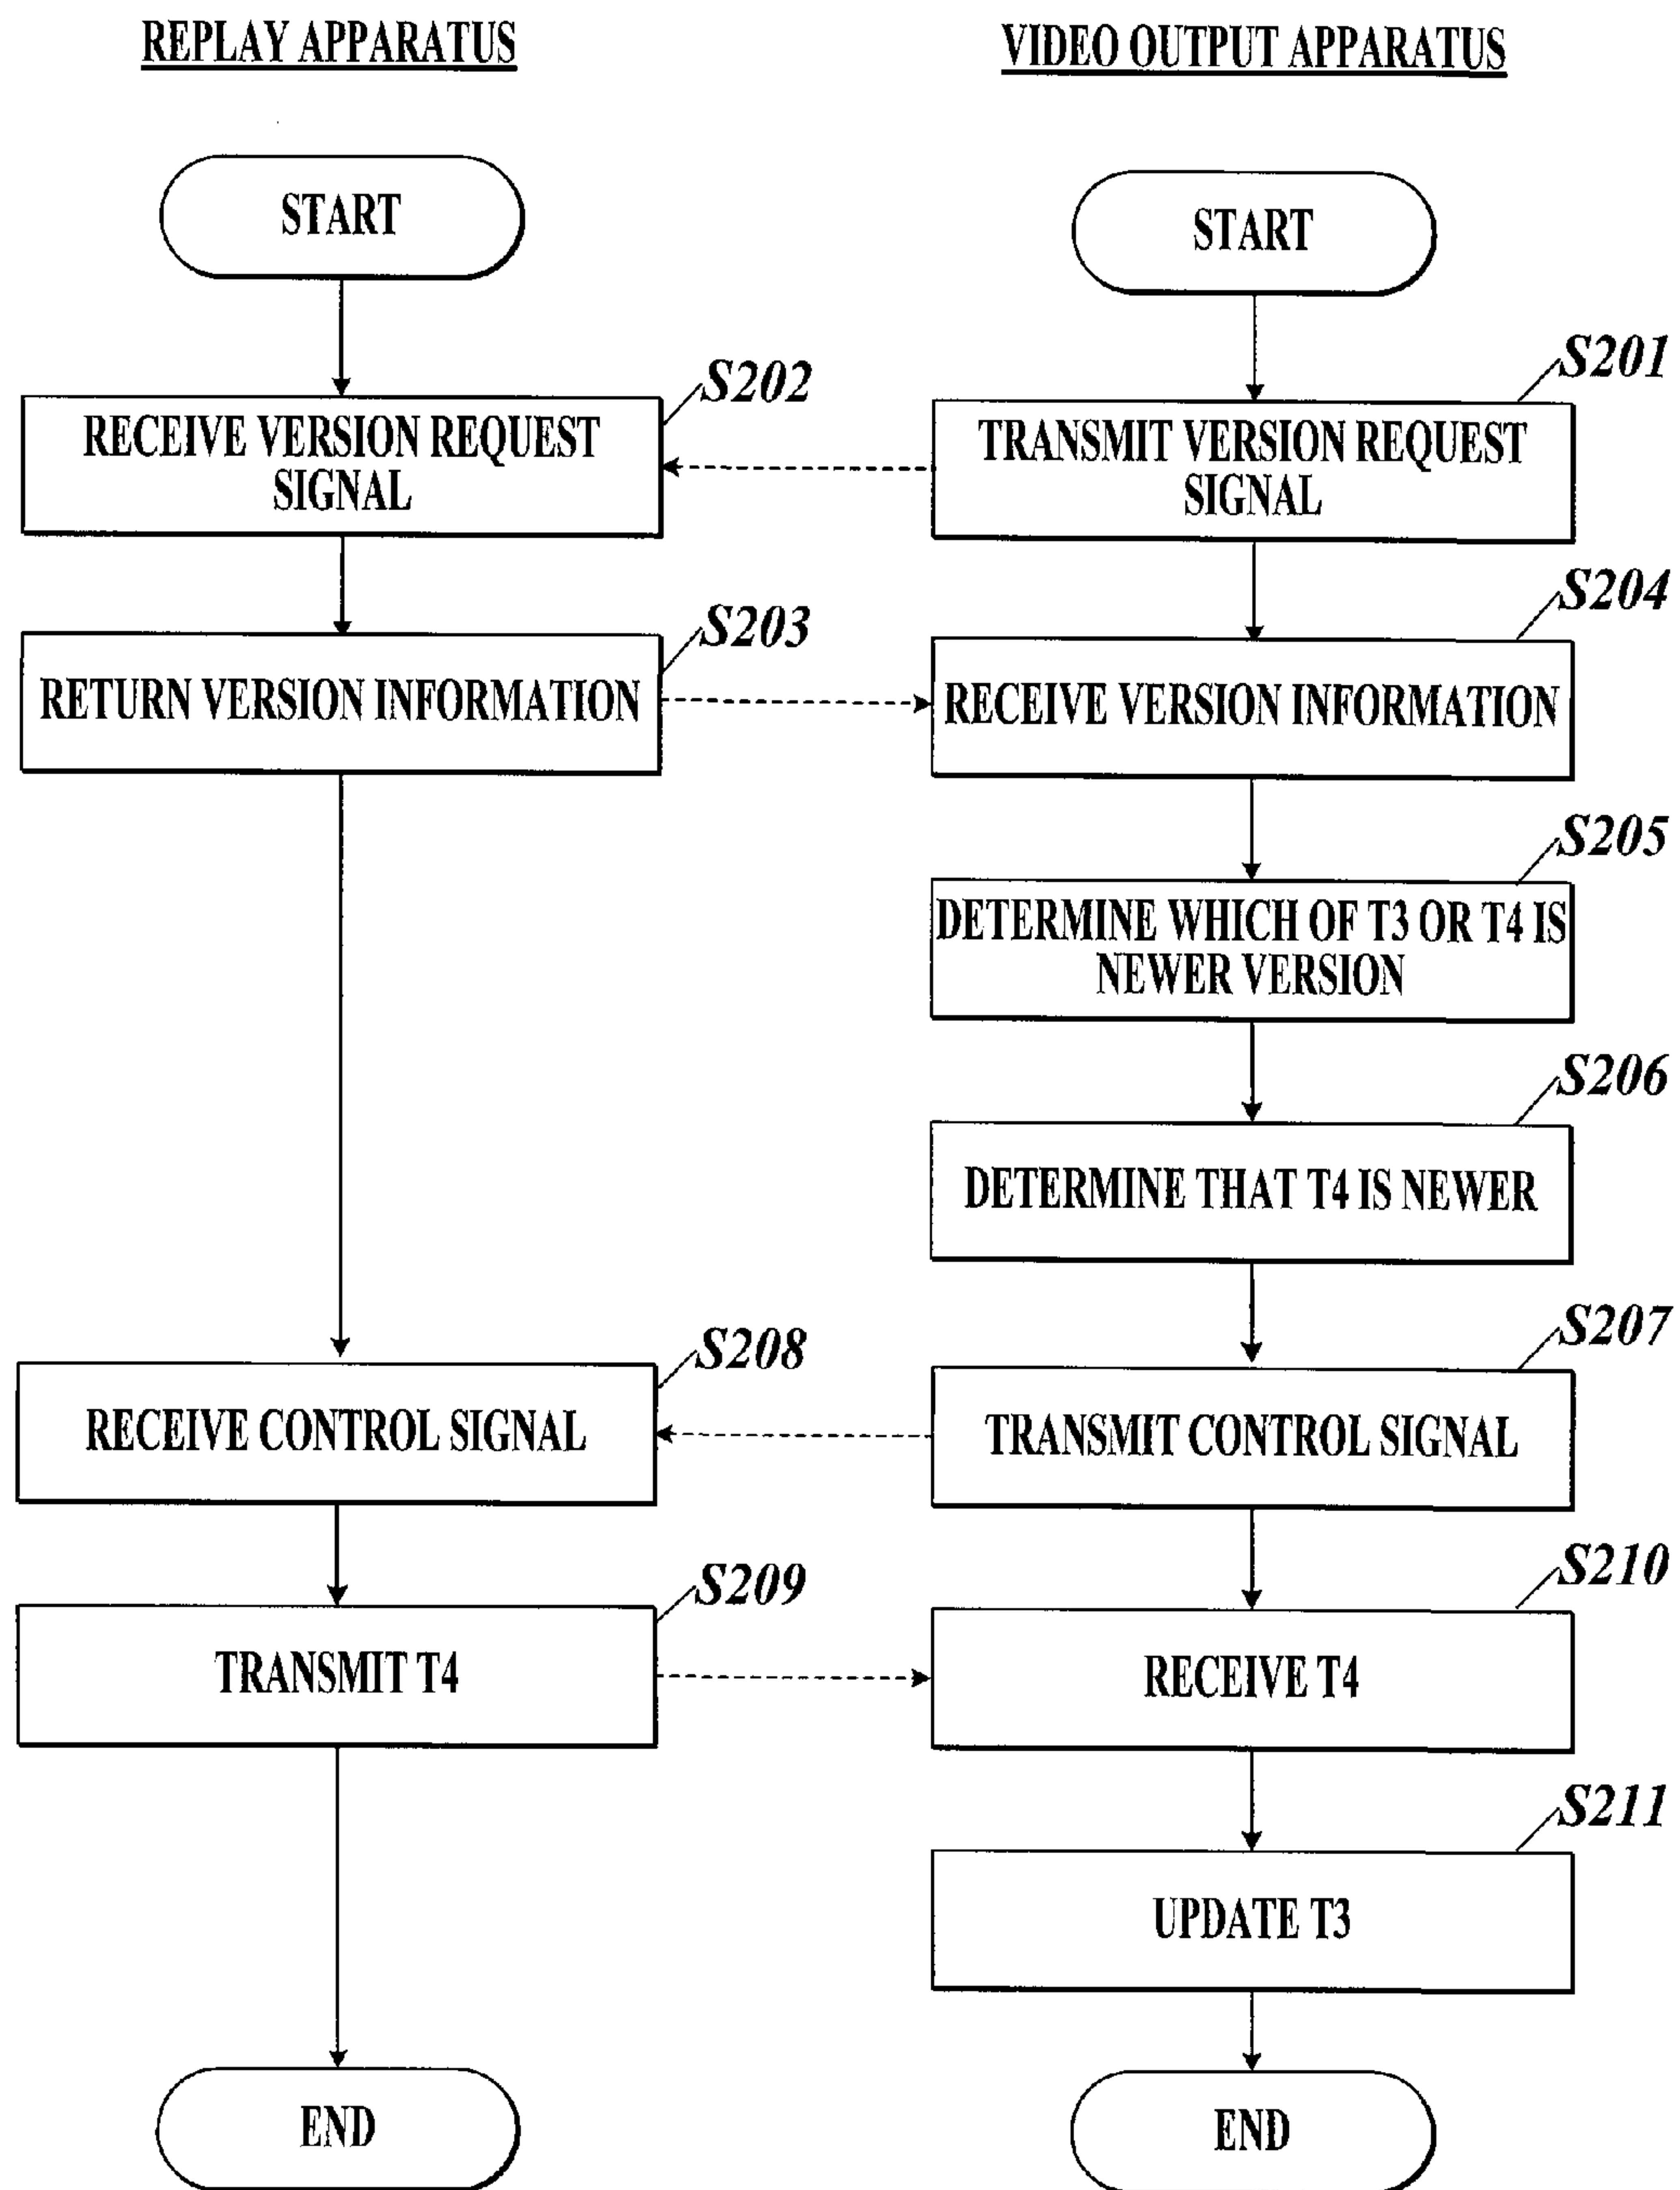 REPLAY APPARATUS
VIDEO OUTPUT APPARATUS
START
START
S202
S201
RECEIVE VERSION REQUEST
SIGNAL
TRANSMIT VERSION REQUEST
SIGNAL
S203
S204
RETURN VERSION INFORMATION
RECEIVE VERSION INFORMATION
S205
DETERMINE WHICH OF T3 OR T4 IS
NEWER VERSION
S206
DETERMINE THAT T4 IS NEWER
S208
S207
RECEIVE CONTROL SIGNAL
TRANSMIT CONTROL SIGNAL
S209
S210
TRANSMIT T4
RECEIVE T4
S211
UPDATE T3
END
END